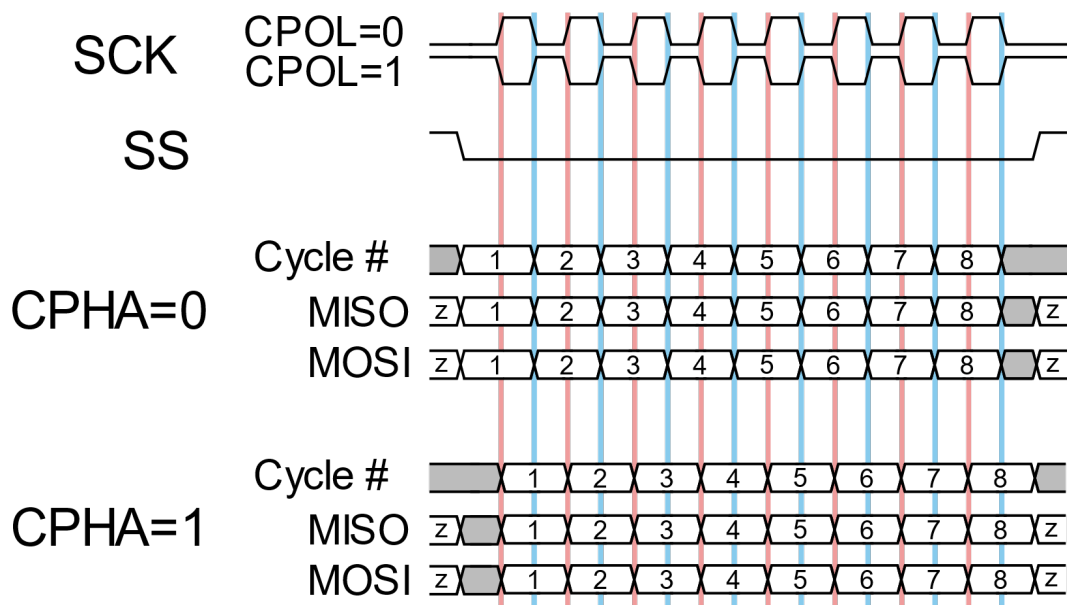 SCK CPOL=0
CPOL=1
SS
Cycle # 1 2 3 4 5 6 7 8
CPHA=0 MISO z 1 2 3 4 5 6 7 8 z
MOSI z 1 2 3 4 5 6 7 8 z
Cycle # 1 2 3 4 5 6 7 8
CPHA=1 MISO z 1 2 3 4 5 6 7 8 z
MOSI z 1 2 3 4 5 6 7 8 z